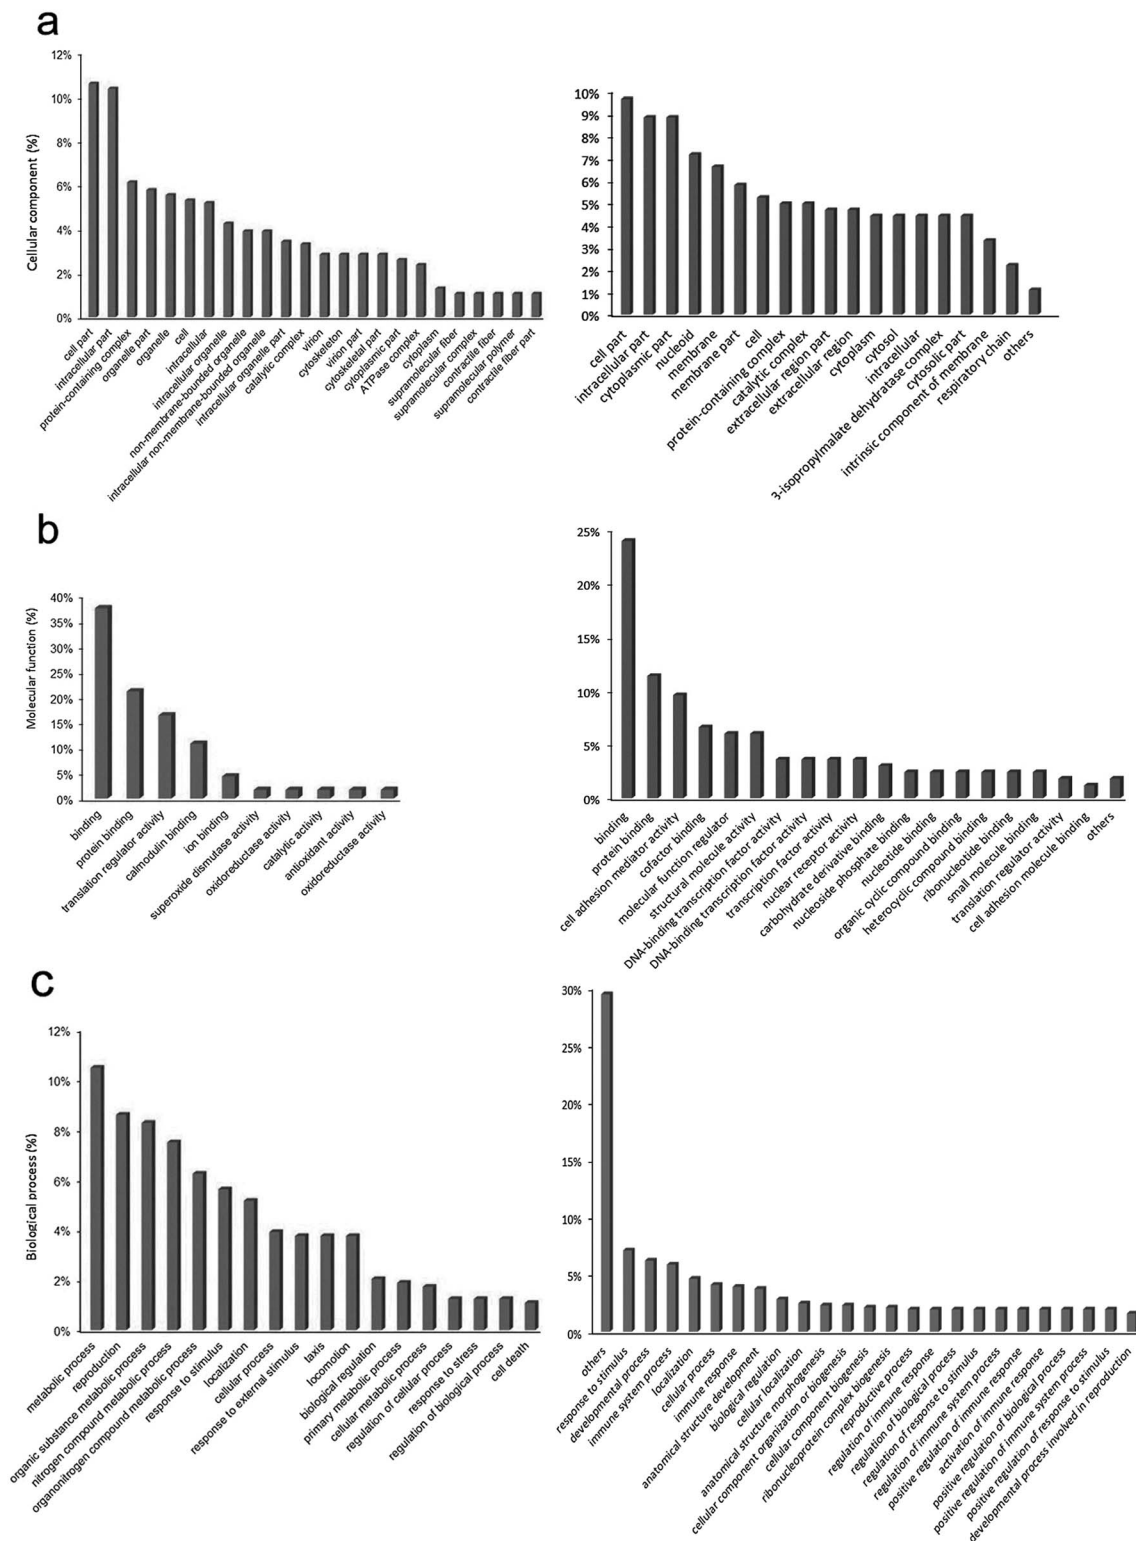 a
12%
10%
8%
6%
4%
2%
0%
Cellular component (%)
cell part
intracellular part
protein-containing complex
organelle part
organelle
cell
intracellular
intracellular organelle
non-membrane-bounded organelle
intracellular non-membrane-bounded organelle
intracellular organelle part
catalytic complex
virion
cytoskeleton
virion part
cytoskeletal part
cytoplasmic part
ATPase complex
cytoplasm
supramolecular fiber
supramolecular complex
contractile fiber
supramolecular polymer
contractile fiber part
10%
9%
8%
7%
6%
5%
4%
3%
2%
1%
0%
cell part
intracellular part
cytoplasmic part
nucleoid
membrane
membrane part
cell
protein-containing complex
catalytic complex
extracellular region part
extracellular region
cytoplasm
cytosol
intracellular
3-isopropylmalate dehydratase complex
cytosolic part
intrinsic component of membrane
respiratory chain
others
b
40%
35%
30%
25%
20%
15%
10%
5%
0%
Molecular function (%)
binding
protein binding
translation regulator activity
calmodulin binding
ion binding
superoxide dismutase activity
oxidoreductase activity
catalytic activity
antioxidant activity
oxidoreductase activity
25%
20%
15%
10%
5%
0%
binding
protein binding
cell adhesion mediator activity
cofactor binding
molecular function regulator
structural molecule activity
DNA-binding transcription factor activity
DNA-binding transcription factor activity
transcription factor activity
nuclear receptor activity
carbohydrate derivative binding
nucleoside phosphate binding
nucleotide binding
organic cyclic compound binding
heterocyclic compound binding
ribonucleotide binding
small molecule binding
translation regulator activity
cell adhesion molecule binding
others
c
12%
10%
8%
6%
4%
2%
0%
Biological process (%)
metabolic process
reproduction
organic substance metabolic process
nitrogen compound metabolic process
organonitrogen compound metabolic process
response to stimulus
localization
cellular process
response to external stimulus
taxis
locomotion
biological regulation
primary metabolic process
cellular metabolic process
regulation of cellular process
response to stress
regulation of biological process
cell death
30%
25%
20%
15%
10%
5%
0%
others
response to stimulus
developmental process
immune system process
localization
cellular process
immune response
anatomical structure development
biological regulation
cellular localization
anatomical structure morphogenesis
cellular component organization or biogenesis
cellular component biogenesis
ribonucleoprotein complex biogenesis
reproductive process
regulation of immune response
regulation of biological process
regulation of response to stimulus
regulation of immune system process
positive regulation of immune response
activation of immune response
positive regulation of biological process
positive regulation of immune system process
positive regulation of response to stimulus
developmental process involved in reproduction